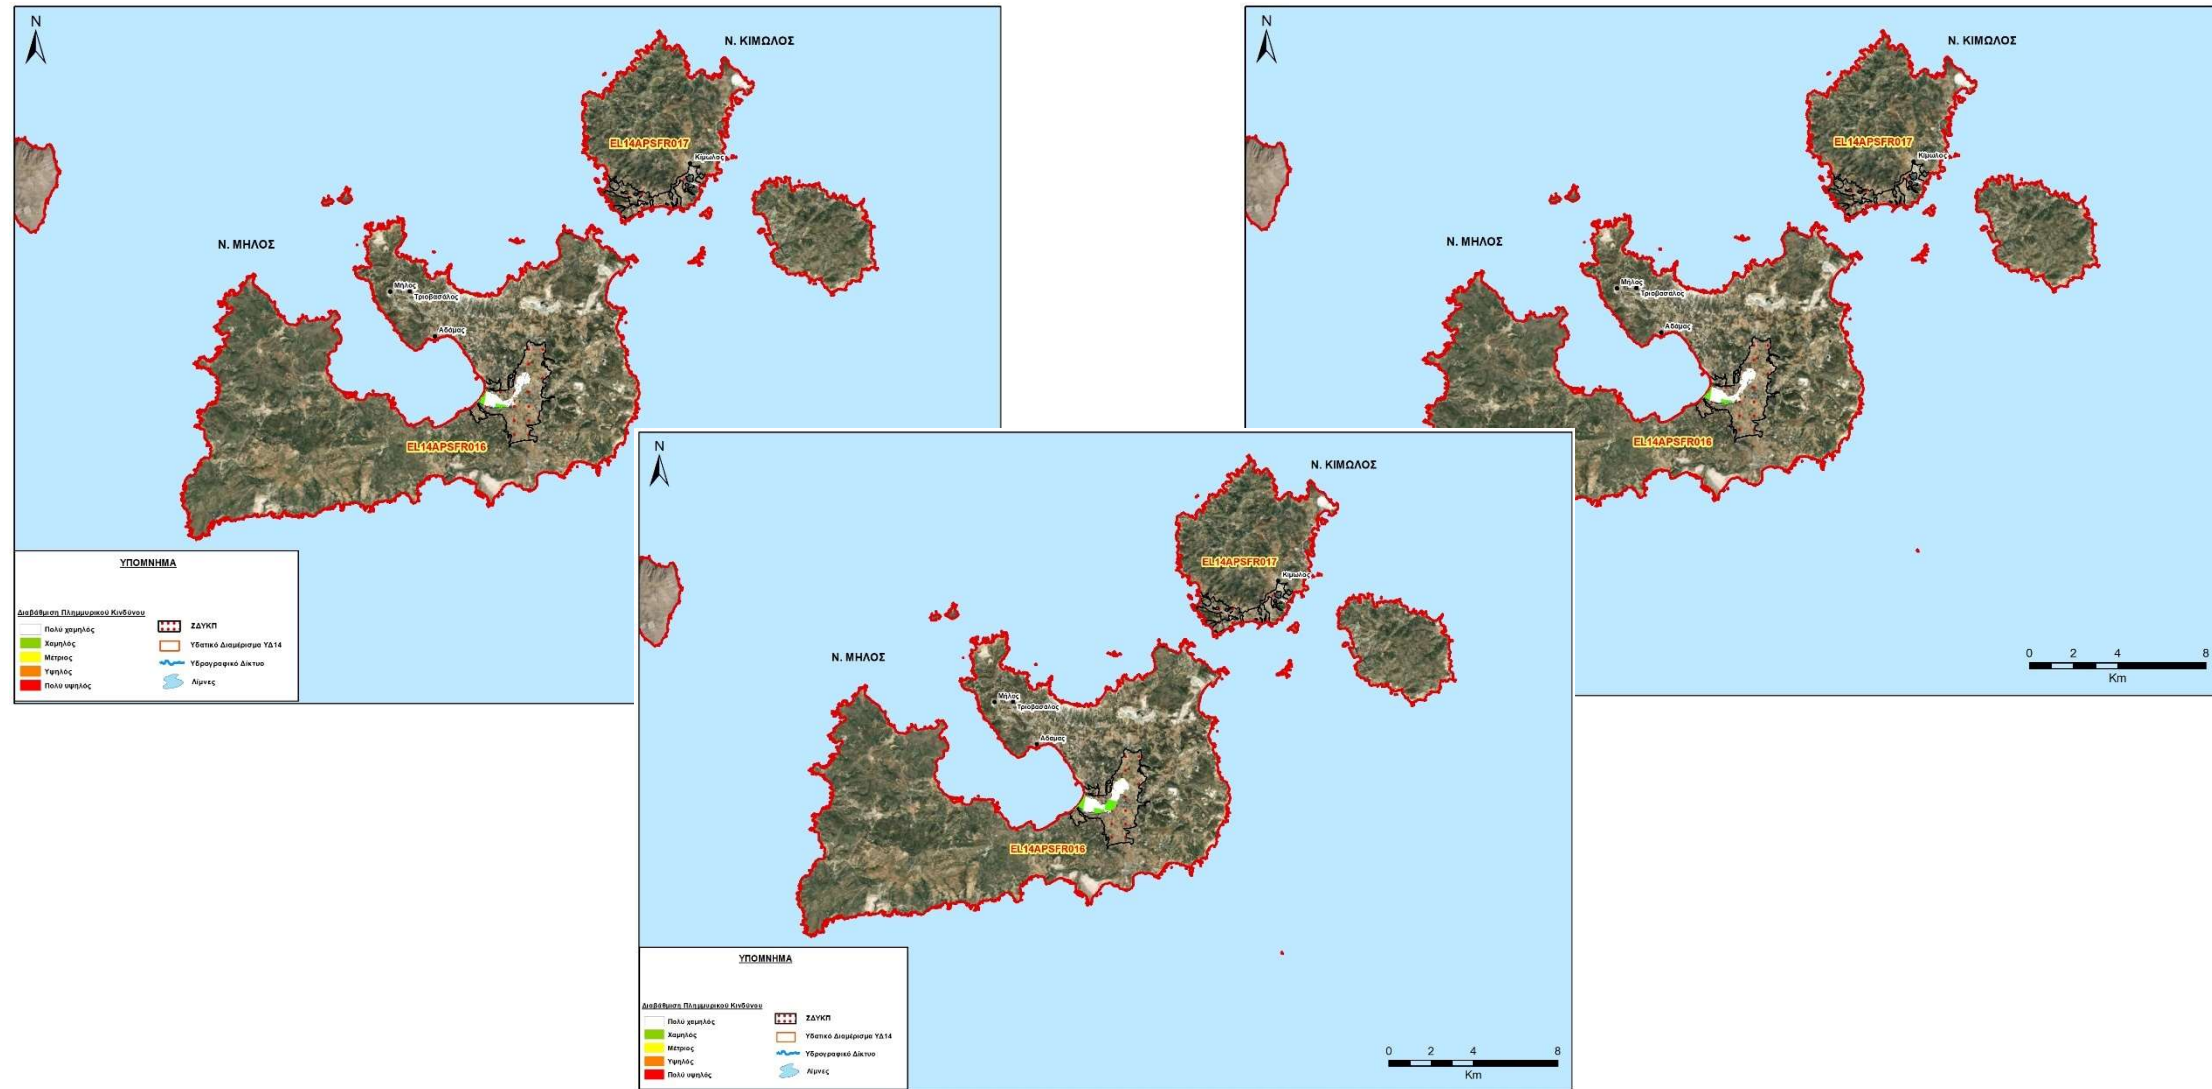 N
Ν. ΚΙΜΩΛΟΣ
EL14APSFR017
Κίμωλος
Ν. ΜΗΛΟΣ
Μήλος
Τριοβασάλος
Αδάμας
EL14APSFR016
ΥΠΟΜΝΗΜΑ
Διαβάθμιση Πλημμυρικού Κινδύνου
Πολύ χαμηλός
Χαμηλός
Μέτριος
Υψηλός
Πολύ υψηλός
ΖΔΥΚΠ
Υδατικό Διαμέρισμα ΥΔ14
Υδρογραφικό Δίκτυο
Λίμνες
N
Ν. ΚΙΜΩΛΟΣ
EL14APSFR017
Κίμωλος
Ν. ΜΗΛΟΣ
Μήλος
Τριοβασάλος
Αδάμας
EL14APSFR016
0 2 4 8
Km
N
Ν. ΚΙΜΩΛΟΣ
EL14APSFR017
Κίμωλος
Ν. ΜΗΛΟΣ
Μήλος
Τριοβασάλος
Αδάμας
EL14APSFR016
ΥΠΟΜΝΗΜΑ
Διαβάθμιση Πλημμυρικού Κινδύνου
Πολύ χαμηλός
Χαμηλός
Μέτριος
Υψηλός
Πολύ υψηλός
ΖΔΥΚΠ
Υδατικό Διαμέρισμα ΥΔ14
Υδρογραφικό Δίκτυο
Λίμνες
0 2 4 8
Km